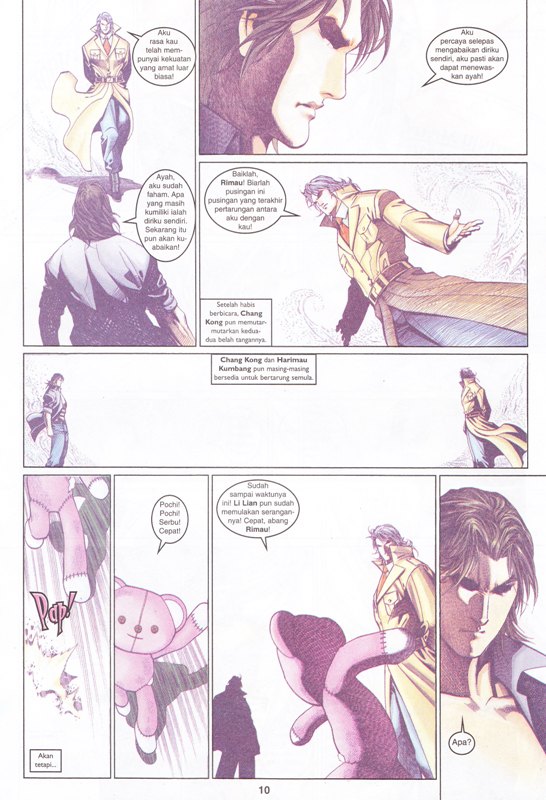 Aku
rasa kau
telah mem-
punyai kekuatan
yang amat luar
biasa!
Aku
percaya selepas
mengabaikan diriku
sendiri, aku pasti akan
dapat menewas-
kan ayah!
Ayah,
aku sudah
faham. Apa
yang masih
kumiliki ialah
diriku sendiri.
Sekarang itu
pun akan ku-
abaikan!
Baiklah,
Rimau! Biarlah
pusingan ini
pusingan yang terakhir
pertarungan antara
aku dengan
kau!
Setelah habis
berbicara, Chang
Kong pun memutar-
mutarkan kedua-
dua belah tangannya.
Chang Kong dan Harimau
Kumbang pun masing-masing
bersedia untuk bertarung semula.
Pap!
Akan
tetapi...
Pochi!
Pochi!
Serbu!
Cepat!
Sudah
sampai waktunya
ini! Li Lian pun sudah
memulakan serangan-
nya! Cepat, abang
Rimau!
Apa?
10